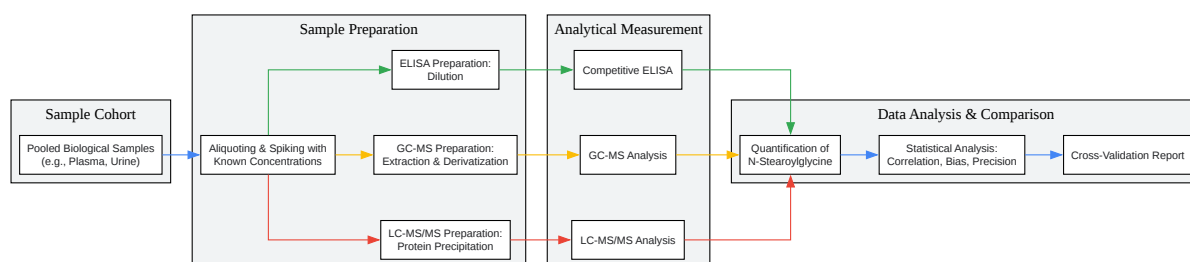 Sample Cohort
Pooled Biological Samples
(e.g., Plasma, Urine)
Sample Preparation
Aliquoting & Spiking with
Known Concentrations
ELISA Preparation:
Dilution
GC-MS Preparation:
Extraction & Derivatization
LC-MS/MS Preparation:
Protein Precipitation
Analytical Measurement
Competitive ELISA
GC-MS Analysis
LC-MS/MS Analysis
Data Analysis & Comparison
Quantification of
N-Stearoylglycine
Statistical Analysis:
Correlation, Bias, Precision
Cross-Validation Report